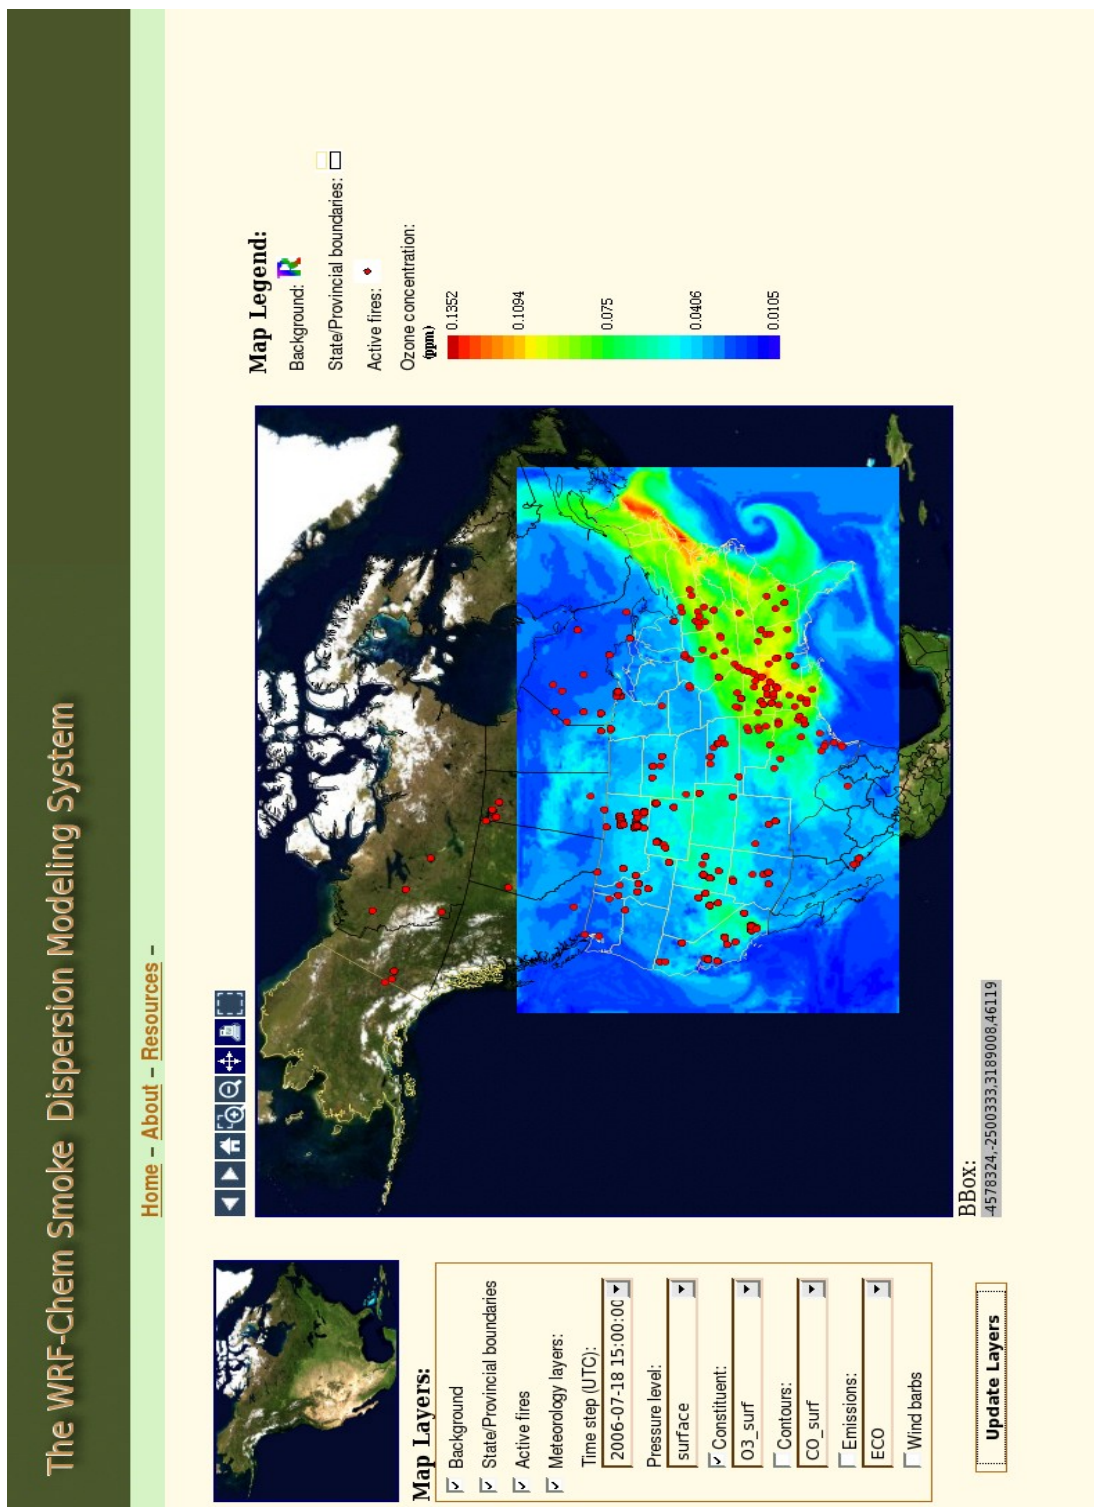 The WRF-Chem Smoke Dispersion Modeling System
Home - About - Resources -
Map Layers:
Background
State/Provincial boundaries
Active fires
Meteorology layers:
Time step (UTC):
2006-07-18 15:00:00
Pressure level:
surface
Constituent:
O3_surf
Contours:
CO_surf
Emissions:
ECO
Wind barbs
Update Layers
BBox:
-4578324,-2500333,3189008,46119
Map Legend:
Background:
State/Provincial boundaries:
Active fires:
Ozone concentration:
(ppm)
0.1352
0.1094
0.075
0.0406
0.0105